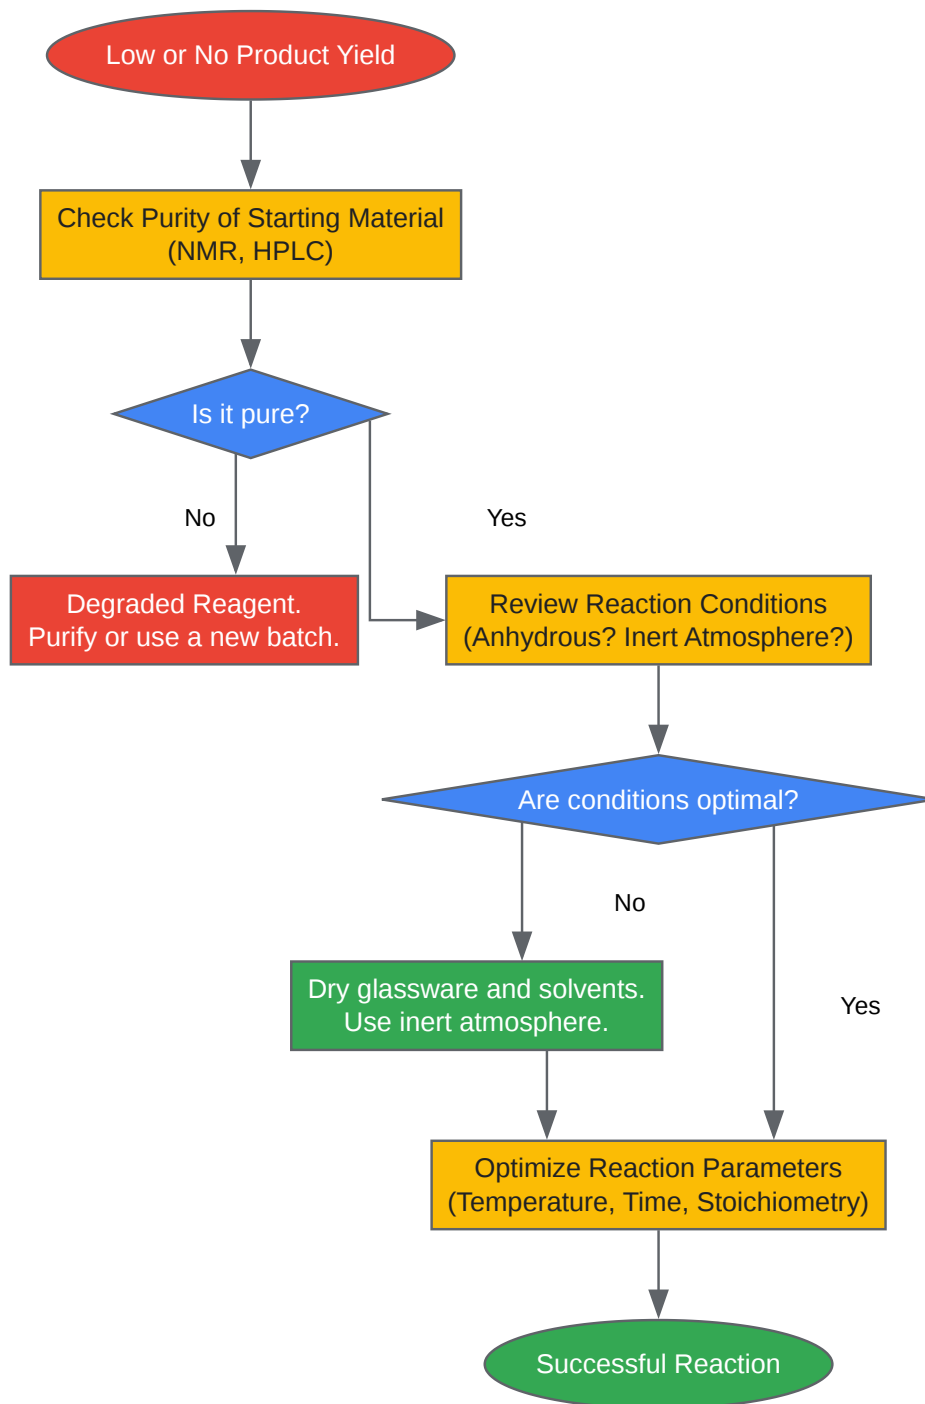 Low or No Product Yield
Check Purity of Starting Material
(NMR, HPLC)
Is it pure?
No
Yes
Degraded Reagent.
Purify or use a new batch.
Review Reaction Conditions
(Anhydrous? Inert Atmosphere?)
Are conditions optimal?
No
Dry glassware and solvents.
Use inert atmosphere.
Yes
Optimize Reaction Parameters
(Temperature, Time, Stoichiometry)
Successful Reaction